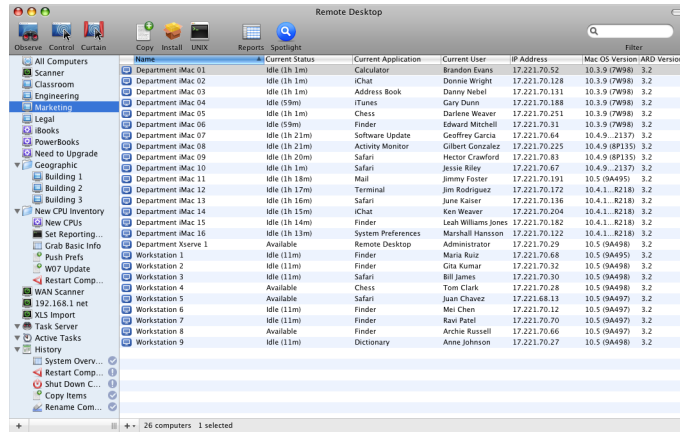 Remote Desktop
Observe Control Curtain Copy Install UNIX Reports Spotlight Filter
Name Current Status Current Application Current User IP Address Mac OS Version ARD Version
All Computers
Scanner
Classroom
Engineering
Marketing
Legal
iBooks
PowerBooks
Need to Upgrade
Geographic
Building 1
Building 2
Building 3
New CPU Inventory
New CPUs
Set Reporting...
Grab Basic Info
Push Prefs
W07 Update
Restart Comp...
WAN Scanner
192.168.1 net
XLS Import
Task Server
Active Tasks
History
System Overv...
Restart Comp...
Shut Down C...
Copy Items
Rename Com...
Department iMac 01 Idle (1h 1m) Calculator Brandon Evans 17.221.70.52 10.3.9 (7W98) 3.2
Department iMac 02 Idle (1h 1m) iChat Donnie Wright 17.221.70.128 10.3.9 (7W98) 3.2
Department iMac 03 Idle (1h 1m) Address Book Danny Nebel 17.221.70.131 10.3.9 (7W98) 3.2
Department iMac 04 Idle (59m) iTunes Gary Dunn 17.221.70.188 10.3.9 (7W98) 3.2
Department iMac 05 Idle (1h 1m) Chess Darlene Weaver 17.221.70.251 10.3.9 (7W98) 3.2
Department iMac 06 Idle (59m) Finder Edward Mitchell 17.221.70.31 10.3.9 (7W98) 3.2
Department iMac 07 Idle (1h 21m) Software Update Geoffrey Garcia 17.221.70.64 10.4.9...2137) 3.2
Department iMac 08 Idle (1h 21m) Activity Monitor Gilbert Gonzalez 17.221.70.225 10.4.9 (8P135) 3.2
Department iMac 09 Idle (1h 20m) Safari Hector Crawford 17.221.70.83 10.4.9 (8P135) 3.2
Department iMac 10 Idle (1h 1m) Safari Jessie Riley 17.221.70.67 10.4.9...2137) 3.2
Department iMac 11 Idle (1h 18m) Mail Jimmy Foster 17.221.70.191 10.5 (9A495) 3.2
Department iMac 12 Idle (1h 17m) Terminal Jim Rodriguez 17.221.70.172 10.4.1...R218) 3.2
Department iMac 13 Idle (1h 16m) Safari June Kaiser 17.221.70.136 10.4.1...R218) 3.2
Department iMac 14 Idle (1h 15m) iChat Ken Weaver 17.221.70.204 10.4.1...R218) 3.2
Department iMac 15 Idle (1h 14m) Finder Leah Williams Jones 17.221.70.182 10.4.1...R218) 3.2
Department iMac 16 Idle (1h 13m) System Preferences Marshall Hansson 17.221.70.122 10.4.1...R218) 3.2
Department Xserve 1 Available Remote Desktop Administrator 17.221.70.29 10.5 (9A498) 3.2
Workstation 1 Idle (11m) Finder Maria Ruiz 17.221.70.68 10.5 (9A495) 3.2
Workstation 2 Idle (11m) Finder Gita Kumar 17.221.70.32 10.5 (9A498) 3.2
Workstation 3 Idle (11m) Safari Bill James 17.221.70.30 10.5 (9A498) 3.2
Workstation 4 Available Chess Tom Clark 17.221.70.28 10.5 (9A498) 3.2
Workstation 5 Available Safari Juan Chavez 17.221.68.13 10.5 (9A497) 3.2
Workstation 6 Idle (11m) Finder Mei Chen 17.221.70.12 10.5 (9A497) 3.2
Workstation 7 Idle (11m) Finder Ravi Patel 17.221.70.70 10.5 (9A497) 3.2
Workstation 8 Available Finder Archie Russell 17.221.70.66 10.5 (9A498) 3.2
Workstation 9 Idle (11m) Dictionary Anne Johnson 17.221.70.27 10.5 (9A497) 3.2
26 computers 1 selected